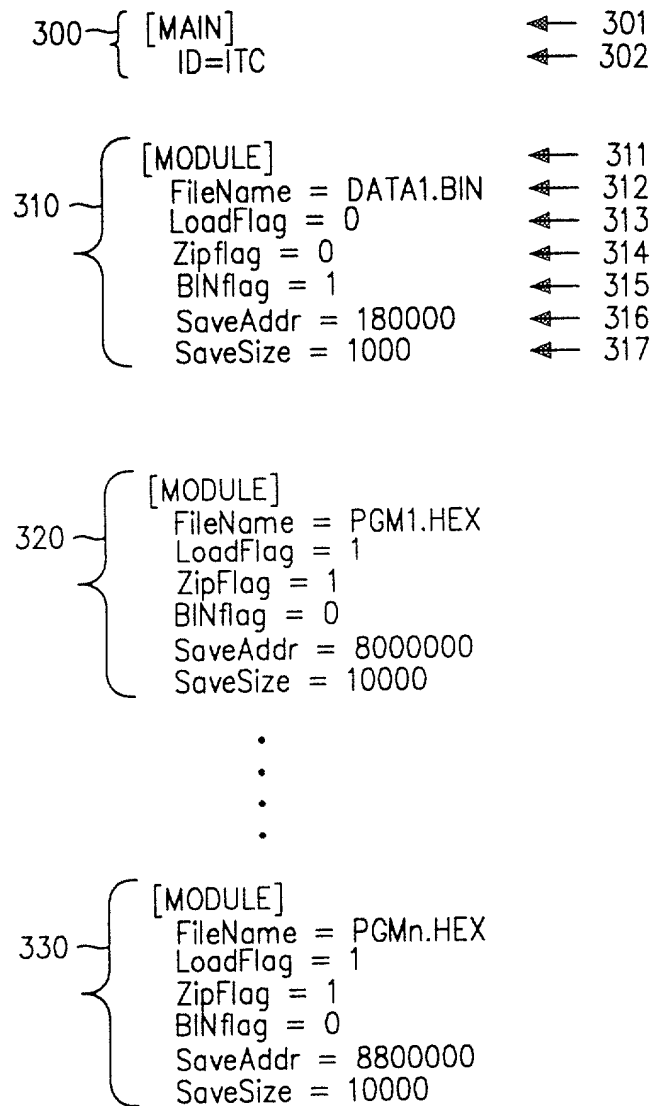 300 [MAIN] 301
ID=ITC 302
310 [MODULE] 311
FileName = DATA1.BIN 312
LoadFlag = 0 313
Zipflag = 0 314
BINflag = 1 315
SaveAddr = 180000 316
SaveSize = 1000 317
320 [MODULE]
FileName = PGM1.HEX
LoadFlag = 1
ZipFlag = 1
BINflag = 0
SaveAddr = 8000000
SaveSize = 10000
330 [MODULE]
FileName = PGMn.HEX
LoadFlag = 1
ZipFlag = 1
BINflag = 0
SaveAddr = 8800000
SaveSize = 10000